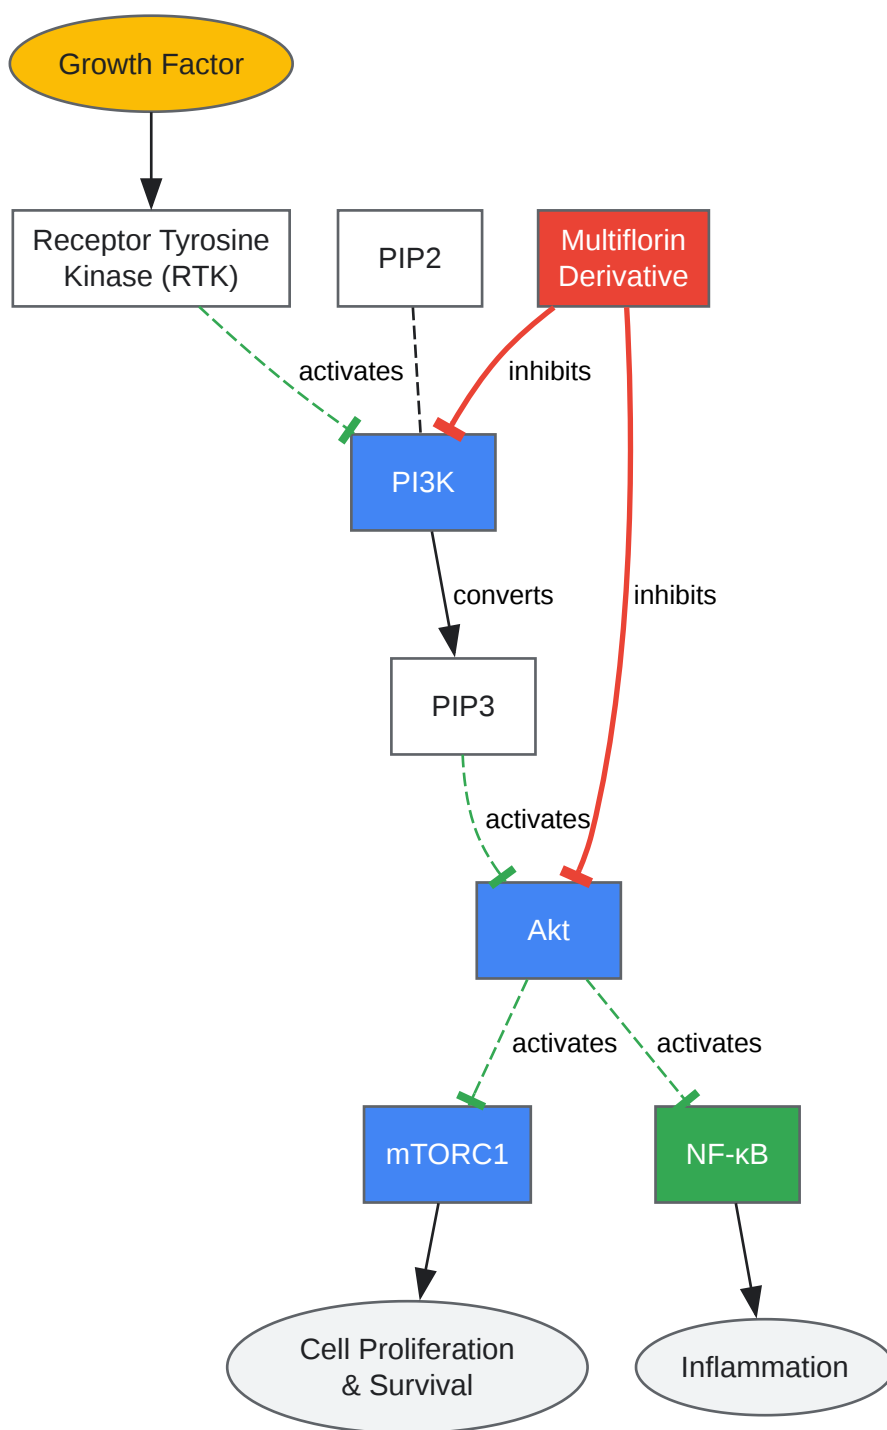 Growth Factor
Receptor Tyrosine
Kinase (RTK)
PIP2
Multiflorin
Derivative
activates
inhibits
PI3K
converts
inhibits
PIP3
activates
Akt
activates
activates
mTORC1
NF-κB
Cell Proliferation
& Survival
Inflammation